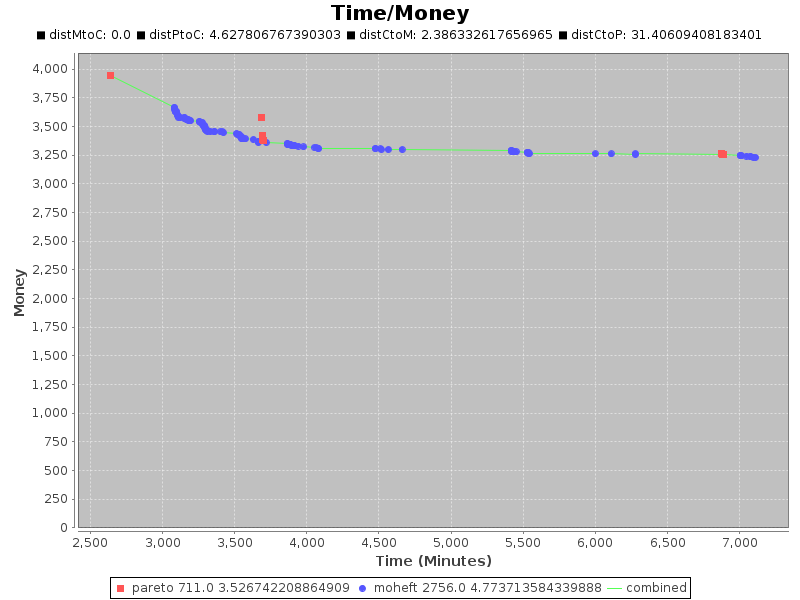 Time/Money
distMtoC: 0.0 distPtoC: 4.627806767390303 distCtoM: 2.386332617656965 distCtoP: 31.40609408183401
4,000
3,750
3,500
3,250
3,000
2,750
2,500
2,250
2,000
1,750
1,500
1,250
1,000
750
500
250
0
Money
2,500 3,000 3,500 4,000 4,500 5,000 5,500 6,000 6,500 7,000
Time (Minutes)
pareto 711.0 3.526742208864909 moheft 2756.0 4.773713584339888 combined